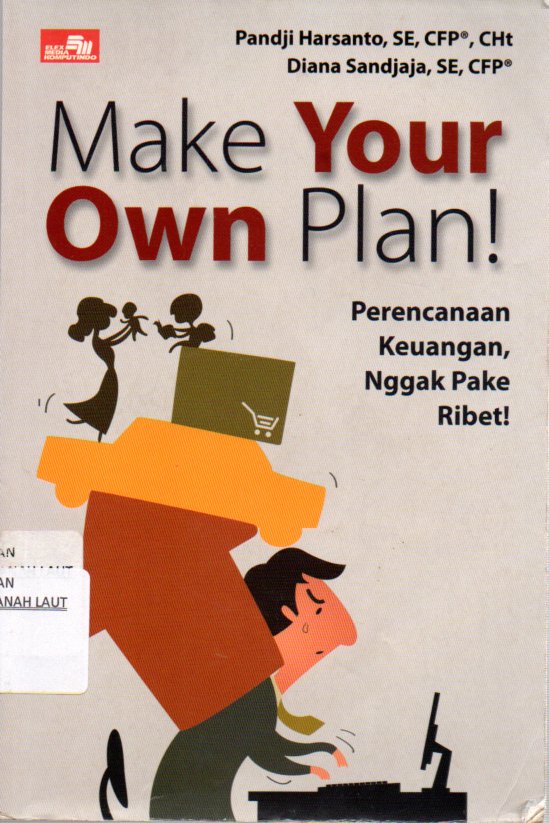 ELEX
MEDIA
KOMPUTINDO
Pandji Harsanto, SE, CFP®, CHt
Diana Sandjaja, SE, CFP®
Make Your
Own Plan!
Perencanaan
Keuangan,
Nggak Pake
Ribet!
AN
AN
ANAH LAUT